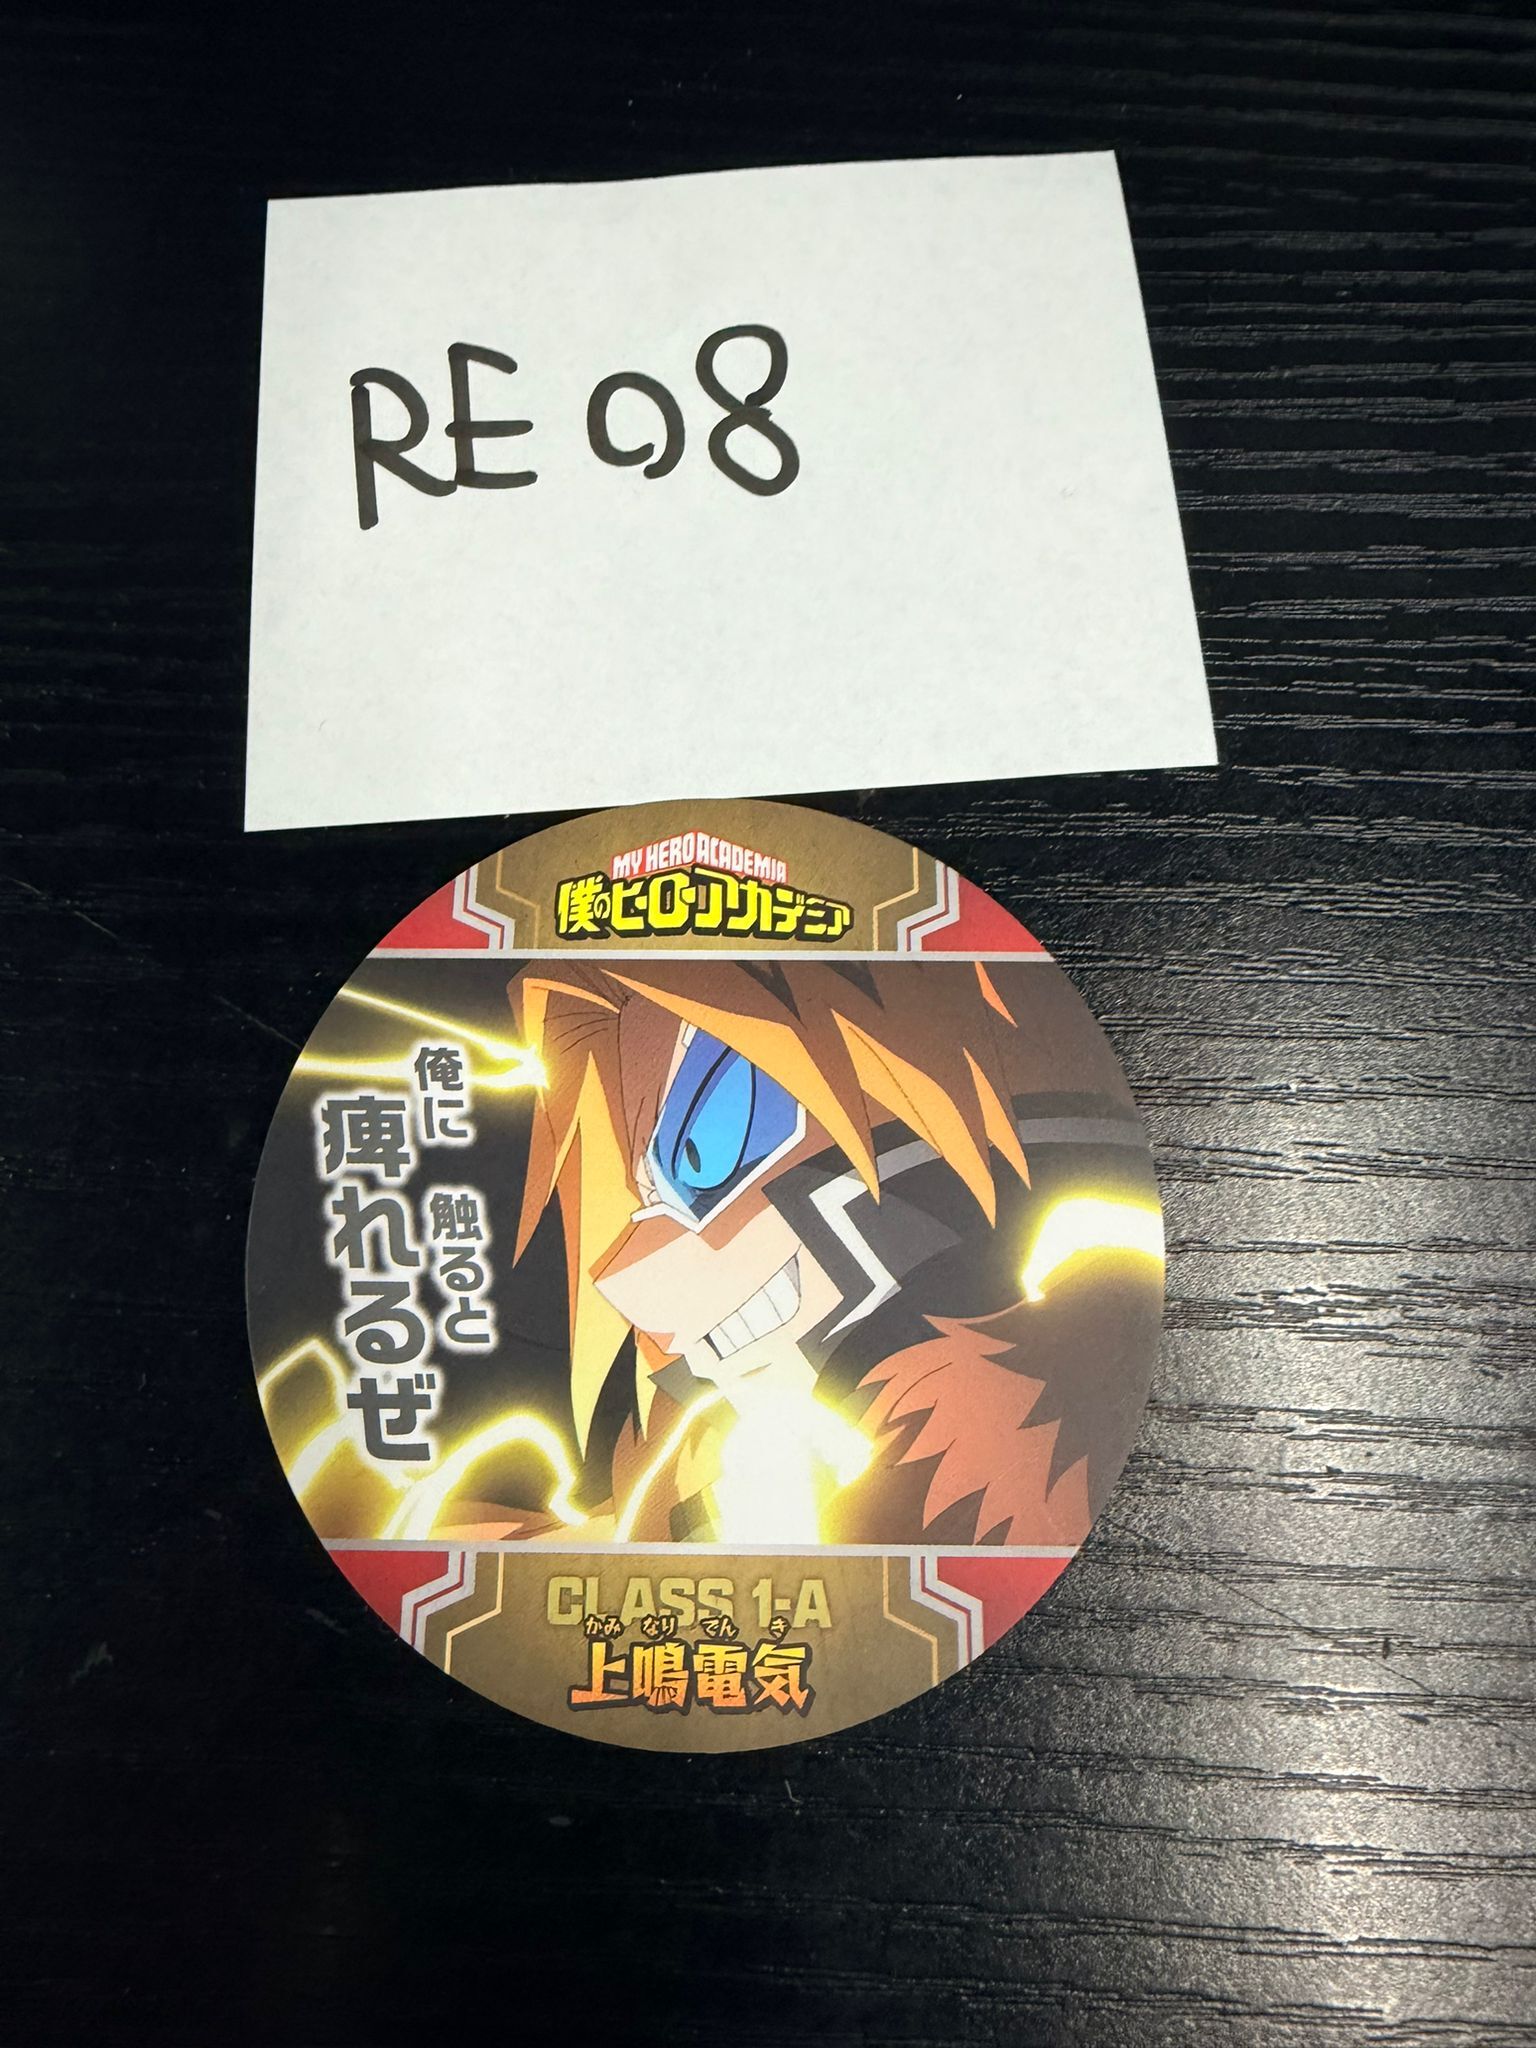 RE 08
MY HERO ACADEMIA
僕のヒーローアカデミア
俺に 触ると
痺れるぜ
CLASS 1-A
かみ なり でん き
上鳴電気